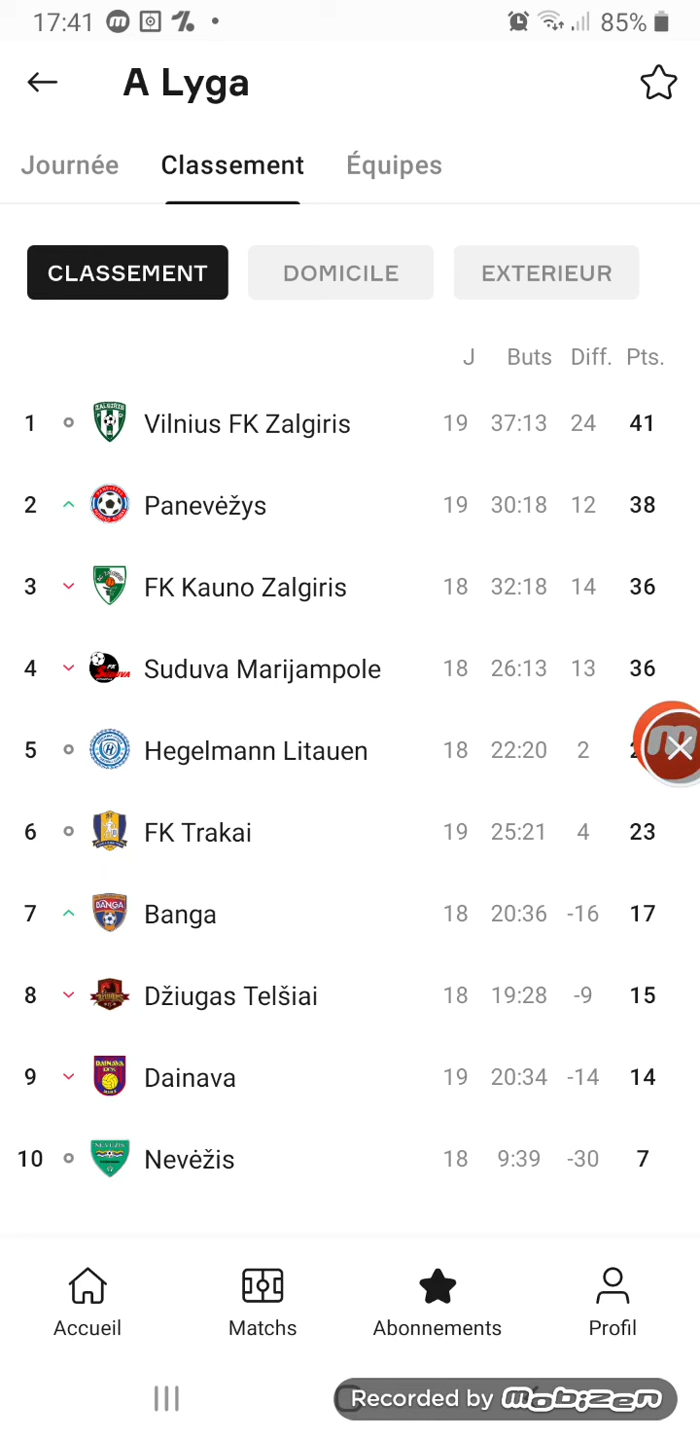 17:41 85%
A Lyga
Journée Classement Équipes
CLASSEMENT DOMICILE EXTERIEUR
J Buts Diff. Pts.
1 Vilnius FK Zalgiris 19 37:13 24 41
2 Panevėžys 19 30:18 12 38
3 FK Kauno Zalgiris 18 32:18 14 36
4 Suduva Marijampole 18 26:13 13 36
5 Hegelmann Litauen 18 22:20 2
6 FK Trakai 19 25:21 4 23
7 Banga 18 20:36 -16 17
8 Džiugas Telšiai 18 19:28 -9 15
9 Dainava 19 20:34 -14 14
10 Nevėžis 18 9:39 -30 7
Accueil Matchs Abonnements Profil
Recorded by mobizen